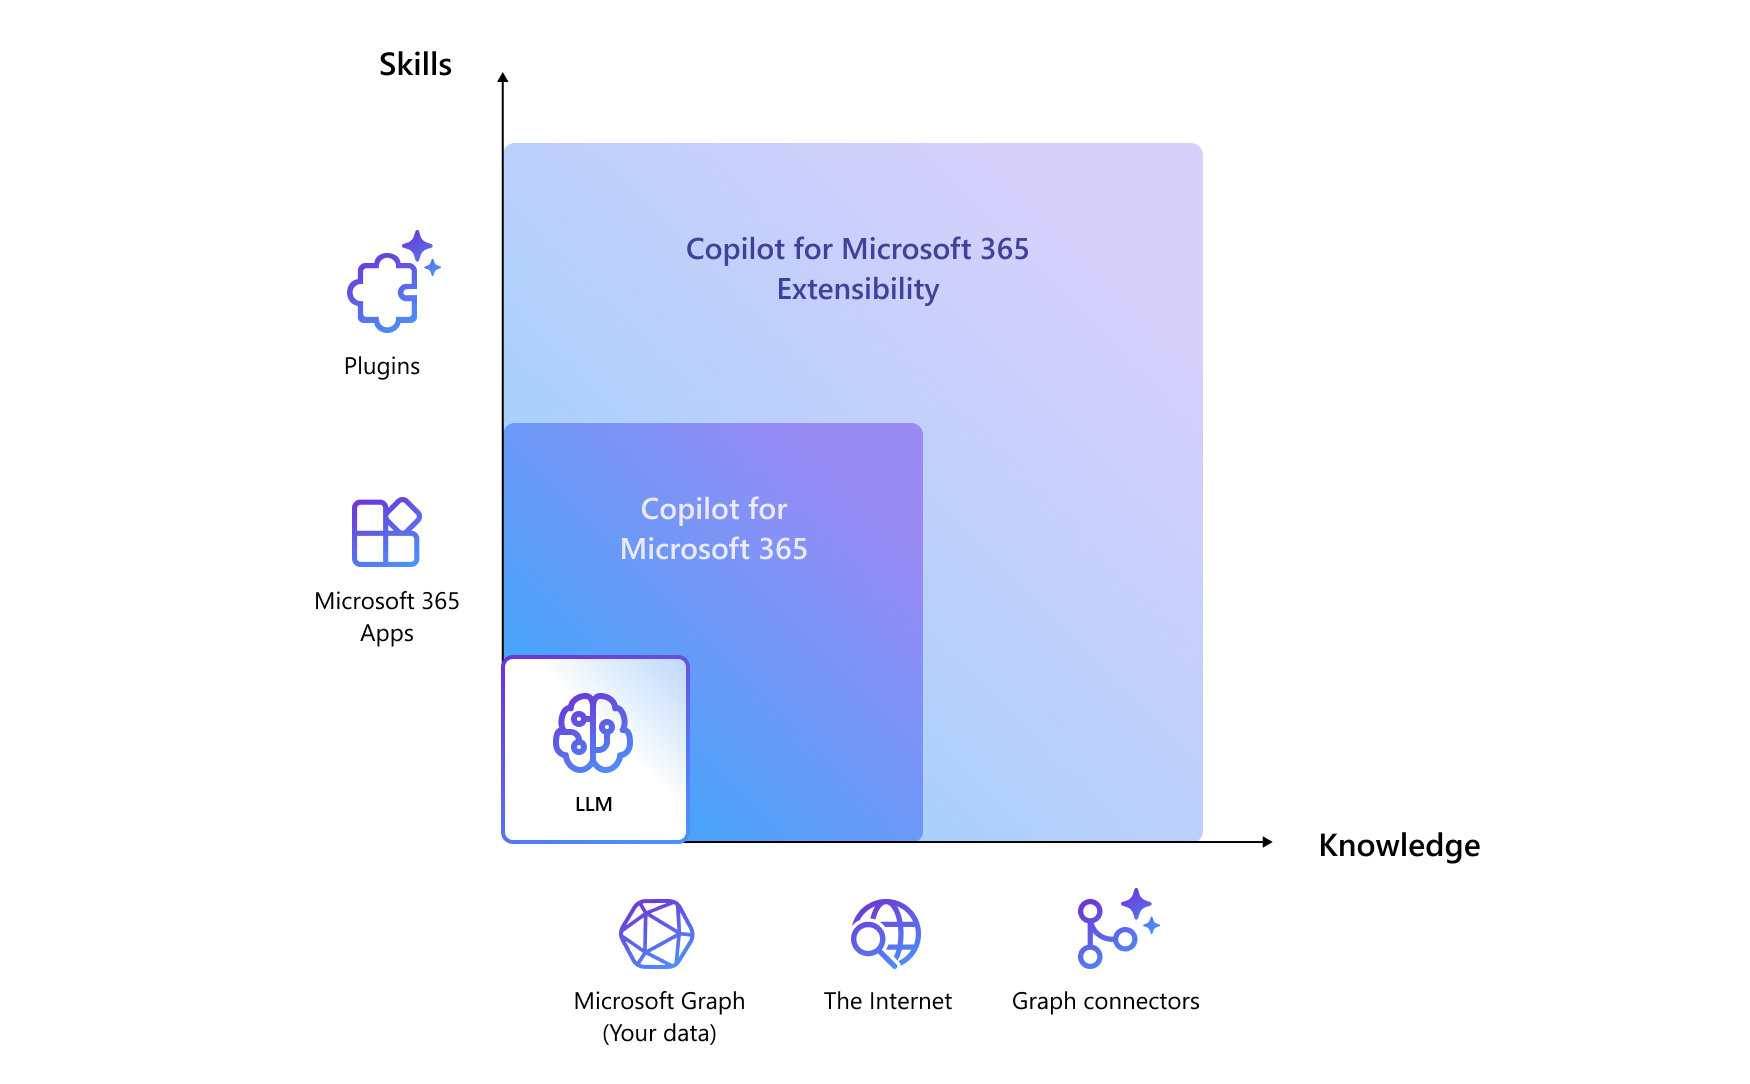 Skills
Copilot for Microsoft 365
Extensibility
Plugins
Copilot for
Microsoft 365
Microsoft 365
Apps
LLM
Knowledge
Microsoft Graph
(Your data)
The Internet
Graph connectors